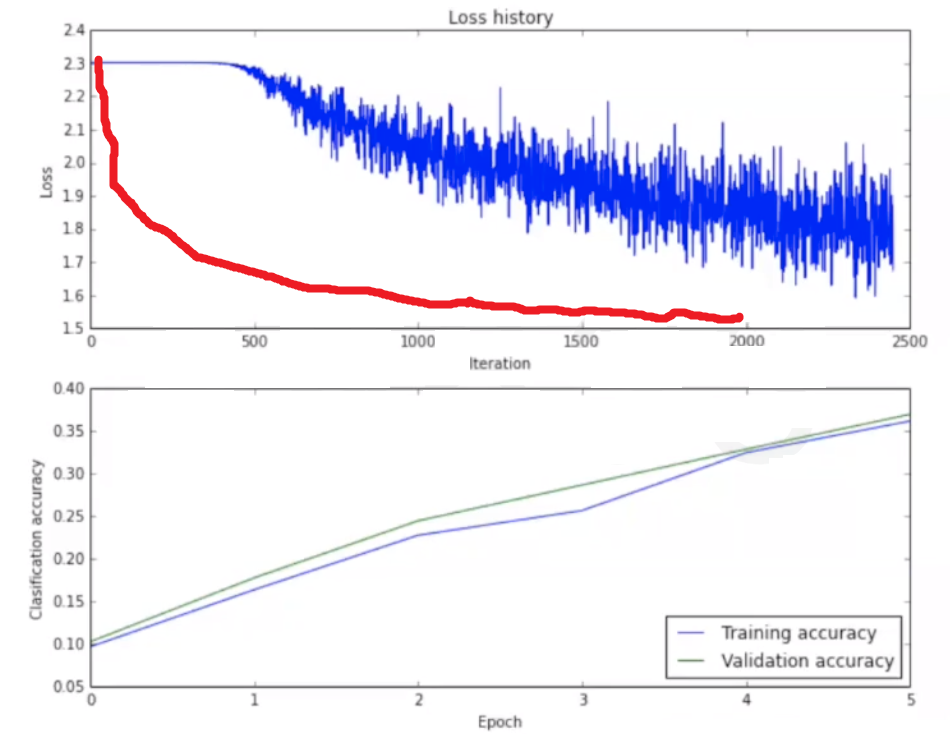 Loss history
2.4
2.3
2.2
2.1
2.0
1.9
1.8
1.7
1.6
1.5
Loss
0 500 1000 1500 2000 2500
Iteration
0.40
0.35
0.30
0.25
0.20
0.15
0.10
0.05
Clasification accuracy
Training accuracy
Validation accuracy
0 1 2 3 4 5
Epoch